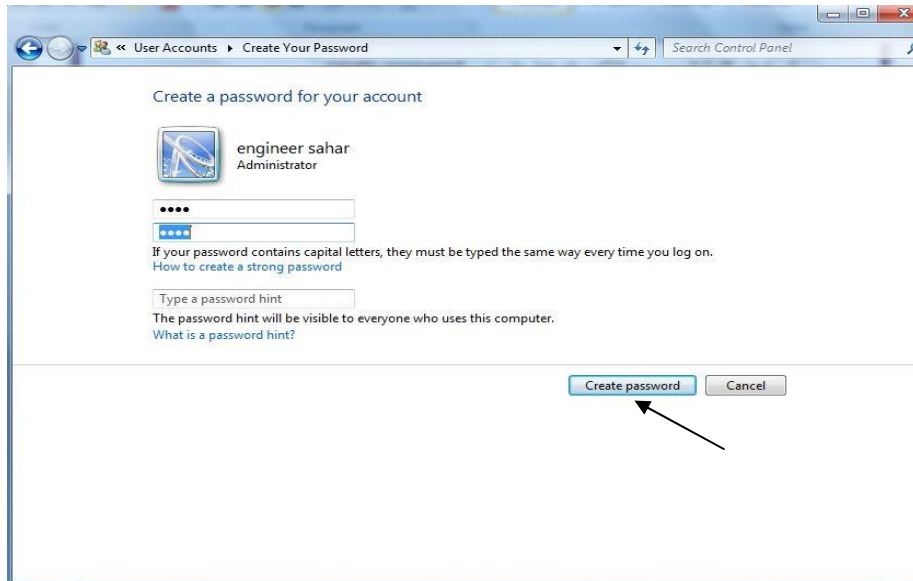 « User Accounts ▸ Create Your Password
Search Control Panel
Create a password for your account
engineer sahar
Administrator
••••
••••
If your password contains capital letters, they must be typed the same way every time you log on.
How to create a strong password
Type a password hint
The password hint will be visible to everyone who uses this computer.
What is a password hint?
Create password
Cancel